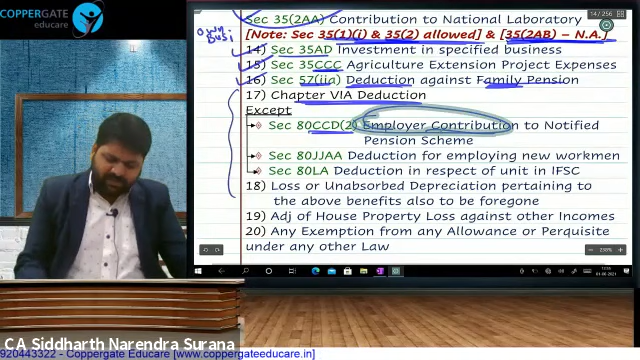 COPPERGATE
EDUCARE
14 / 256
Sec 35(2AA) Contribution to National Laboratory
own
Busi
[Note: Sec 35(1)(i) & 35(2) allowed] & [35(2AB) – N.A.]
14) Sec 35AD Investment in specified business
15) Sec 35CCC Agriculture Extension Project Expenses
16) Sec 57(iia) Deduction against Family Pension
17) Chapter VIA Deduction
Except
Sec 80CCD(2) Employer Contribution to Notified
Pension Scheme
Sec 80JJAA Deduction for employing new workmen
Sec 80LA Deduction in respect of unit in IFSC
18) Loss or Unabsorbed Depreciation pertaining to
the above benefits also to be foregone
19) Adj of House Property Loss against other Incomes
20) Any Exemption from any Allowance or Perquisite
under any other Law
238%
CA Siddharth Narendra Surana
920443322 - Coppergate Educare [www.coppergateeducare.in]